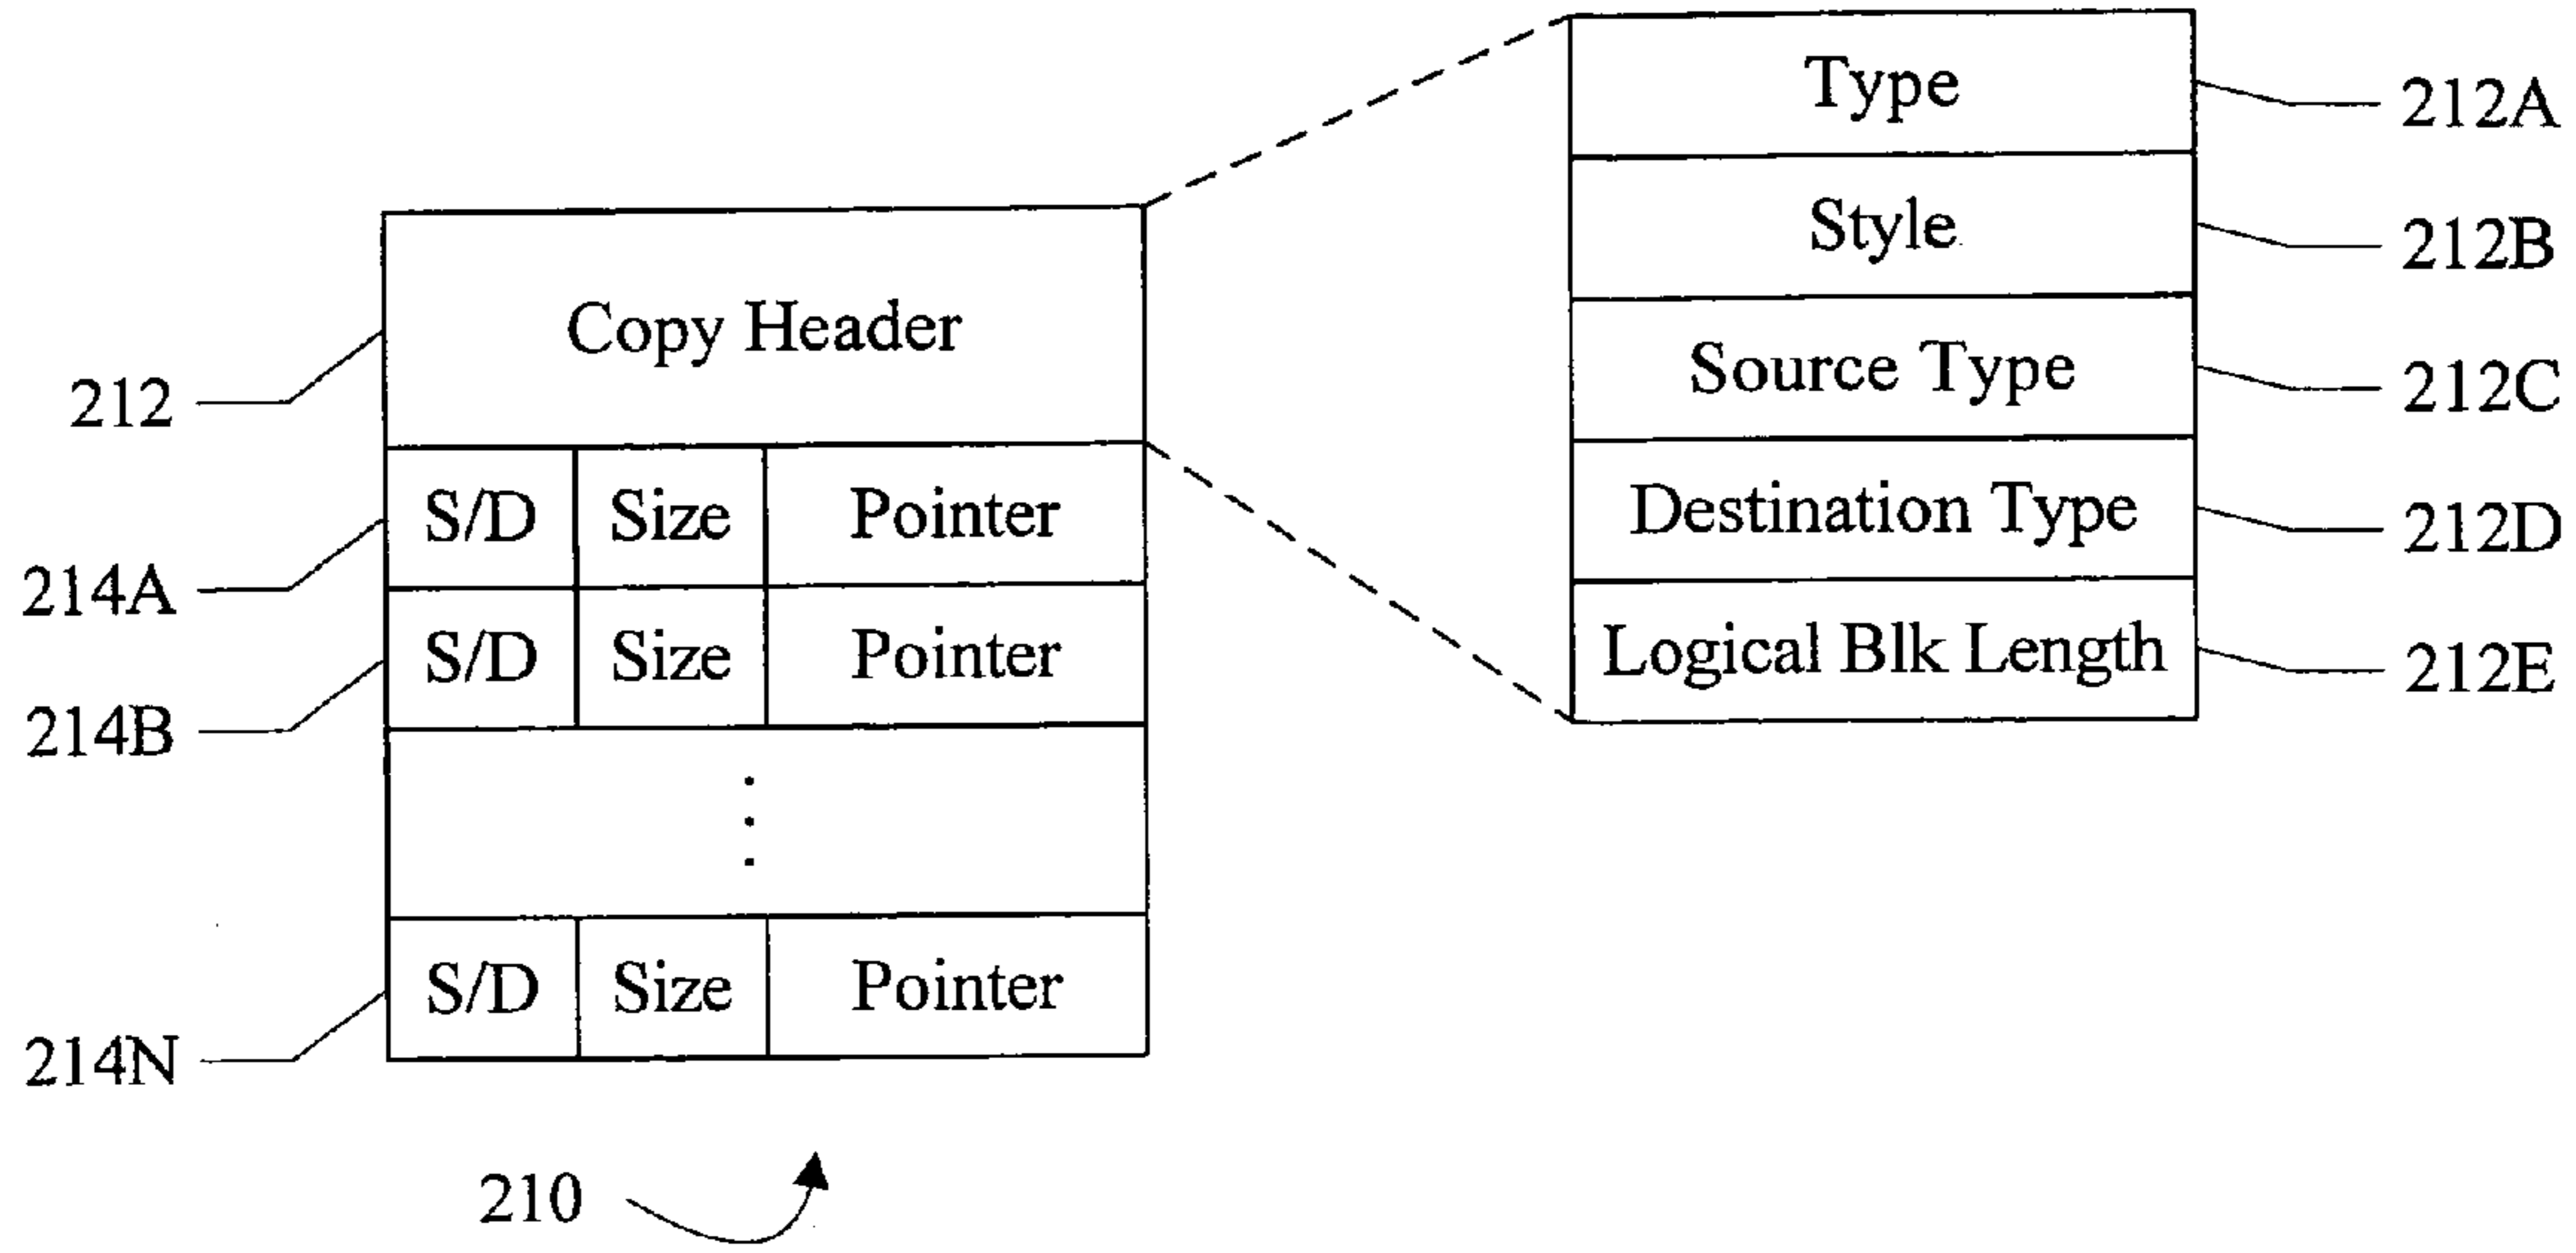 Type
212A
Style
212B
Copy Header
Source Type
212C
212
S/D Size Pointer
Destination Type
212D
214A
S/D Size Pointer
Logical Blk Length
212E
214B
.
.
.
S/D Size Pointer
214N
210